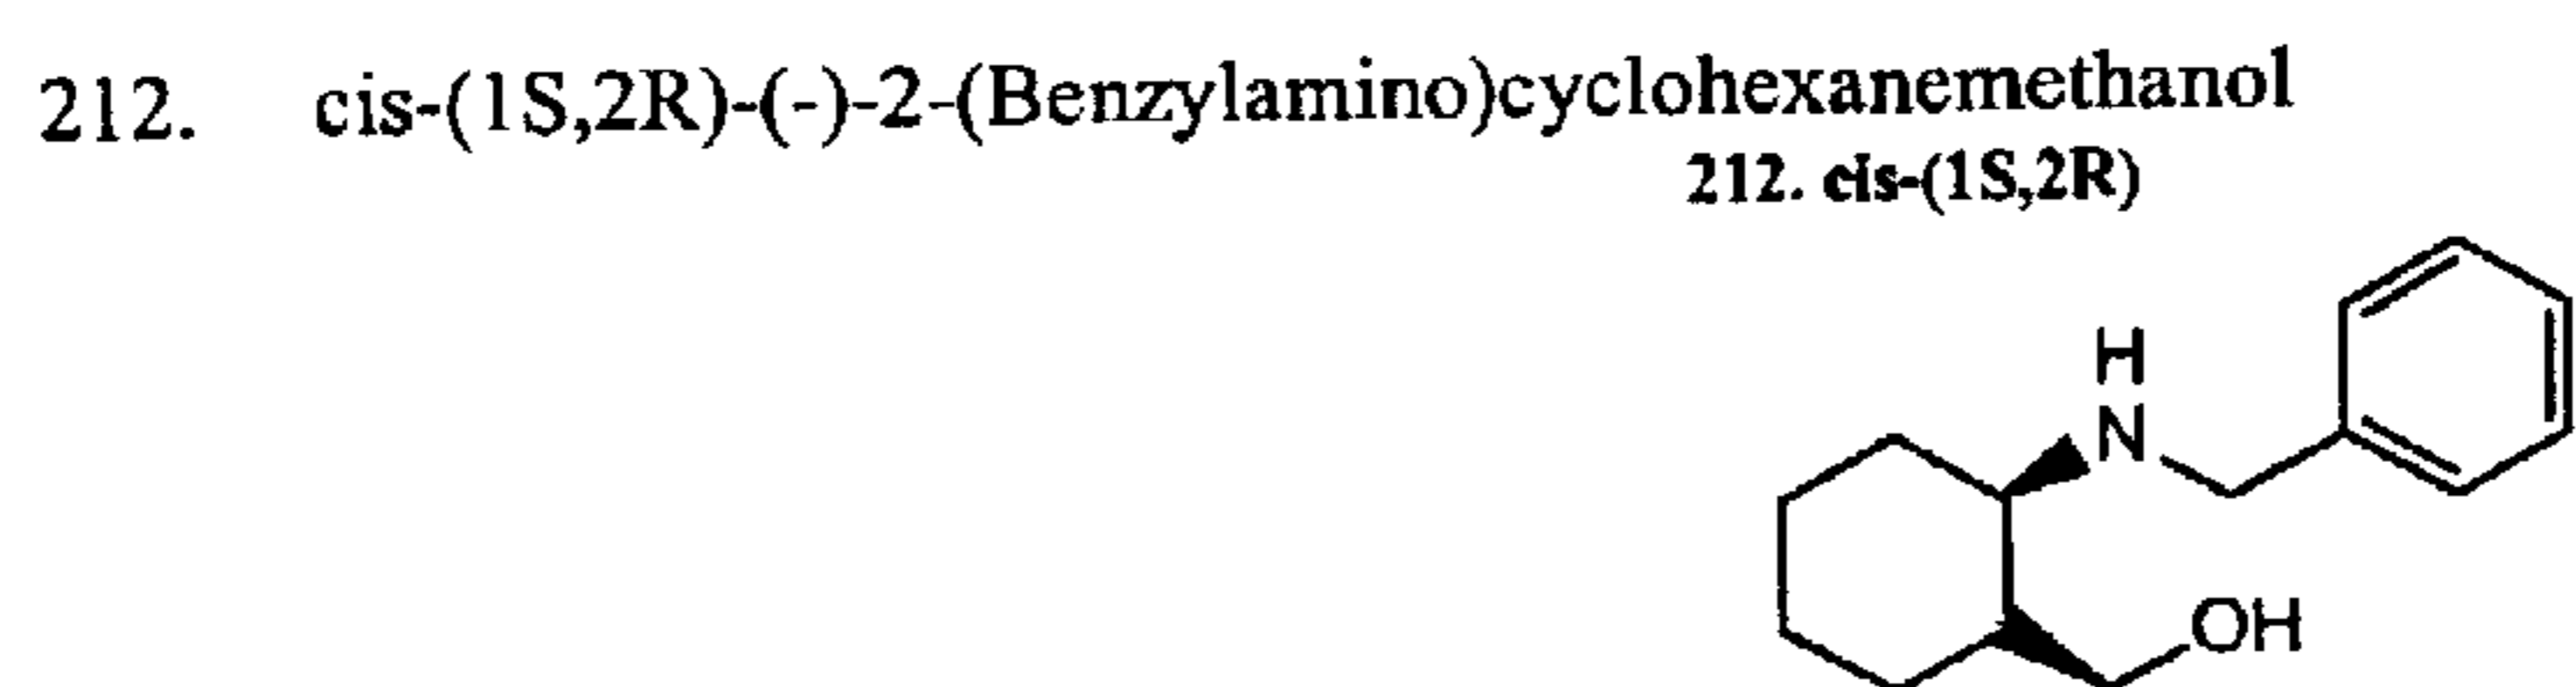 212. cis-(1S,2R)-(-)-2-(Benzylamino)cyclohexanemethanol
212. cis-(1S,2R)
H
N
OH